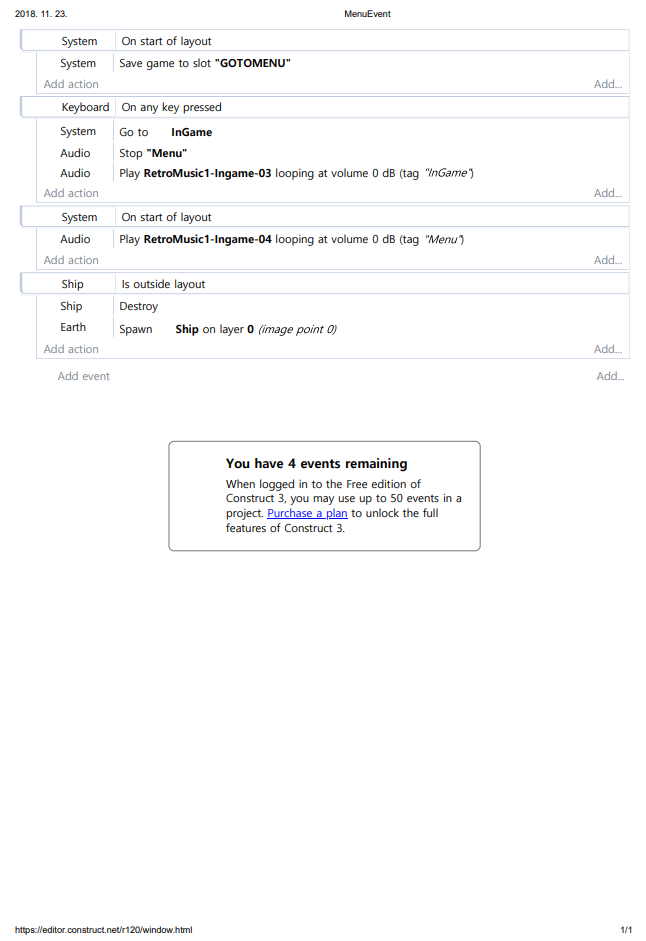 2018. 11. 23. MenuEvent
System On start of layout
System Save game to slot "GOTOMENU"
Add action Add...
Keyboard On any key pressed
System Go to InGame
Audio Stop "Menu"
Audio Play RetroMusic1-Ingame-03 looping at volume 0 dB (tag "InGame")
Add action Add...
System On start of layout
Audio Play RetroMusic1-Ingame-04 looping at volume 0 dB (tag "Menu")
Add action Add...
Ship Is outside layout
Ship Destroy
Earth Spawn Ship on layer 0 (image point 0)
Add action Add...
Add event Add...
You have 4 events remaining
When logged in to the Free edition of
Construct 3, you may use up to 50 events in a
project. Purchase a plan to unlock the full
features of Construct 3.
https://editor.construct.net/r120/window.html 1/1